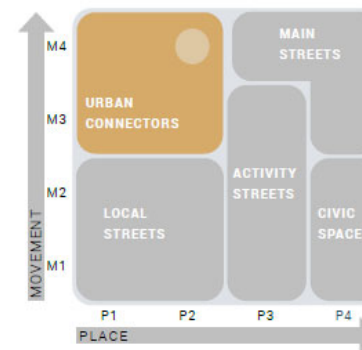 M4
MAIN
STREETS
URBAN
CONNECTORS
M3
ACTIVITY
STREETS
M2
LOCAL
STREETS
CIVIC
SPACE
M1
MOVEMENT
P1 P2 P3 P4
PLACE